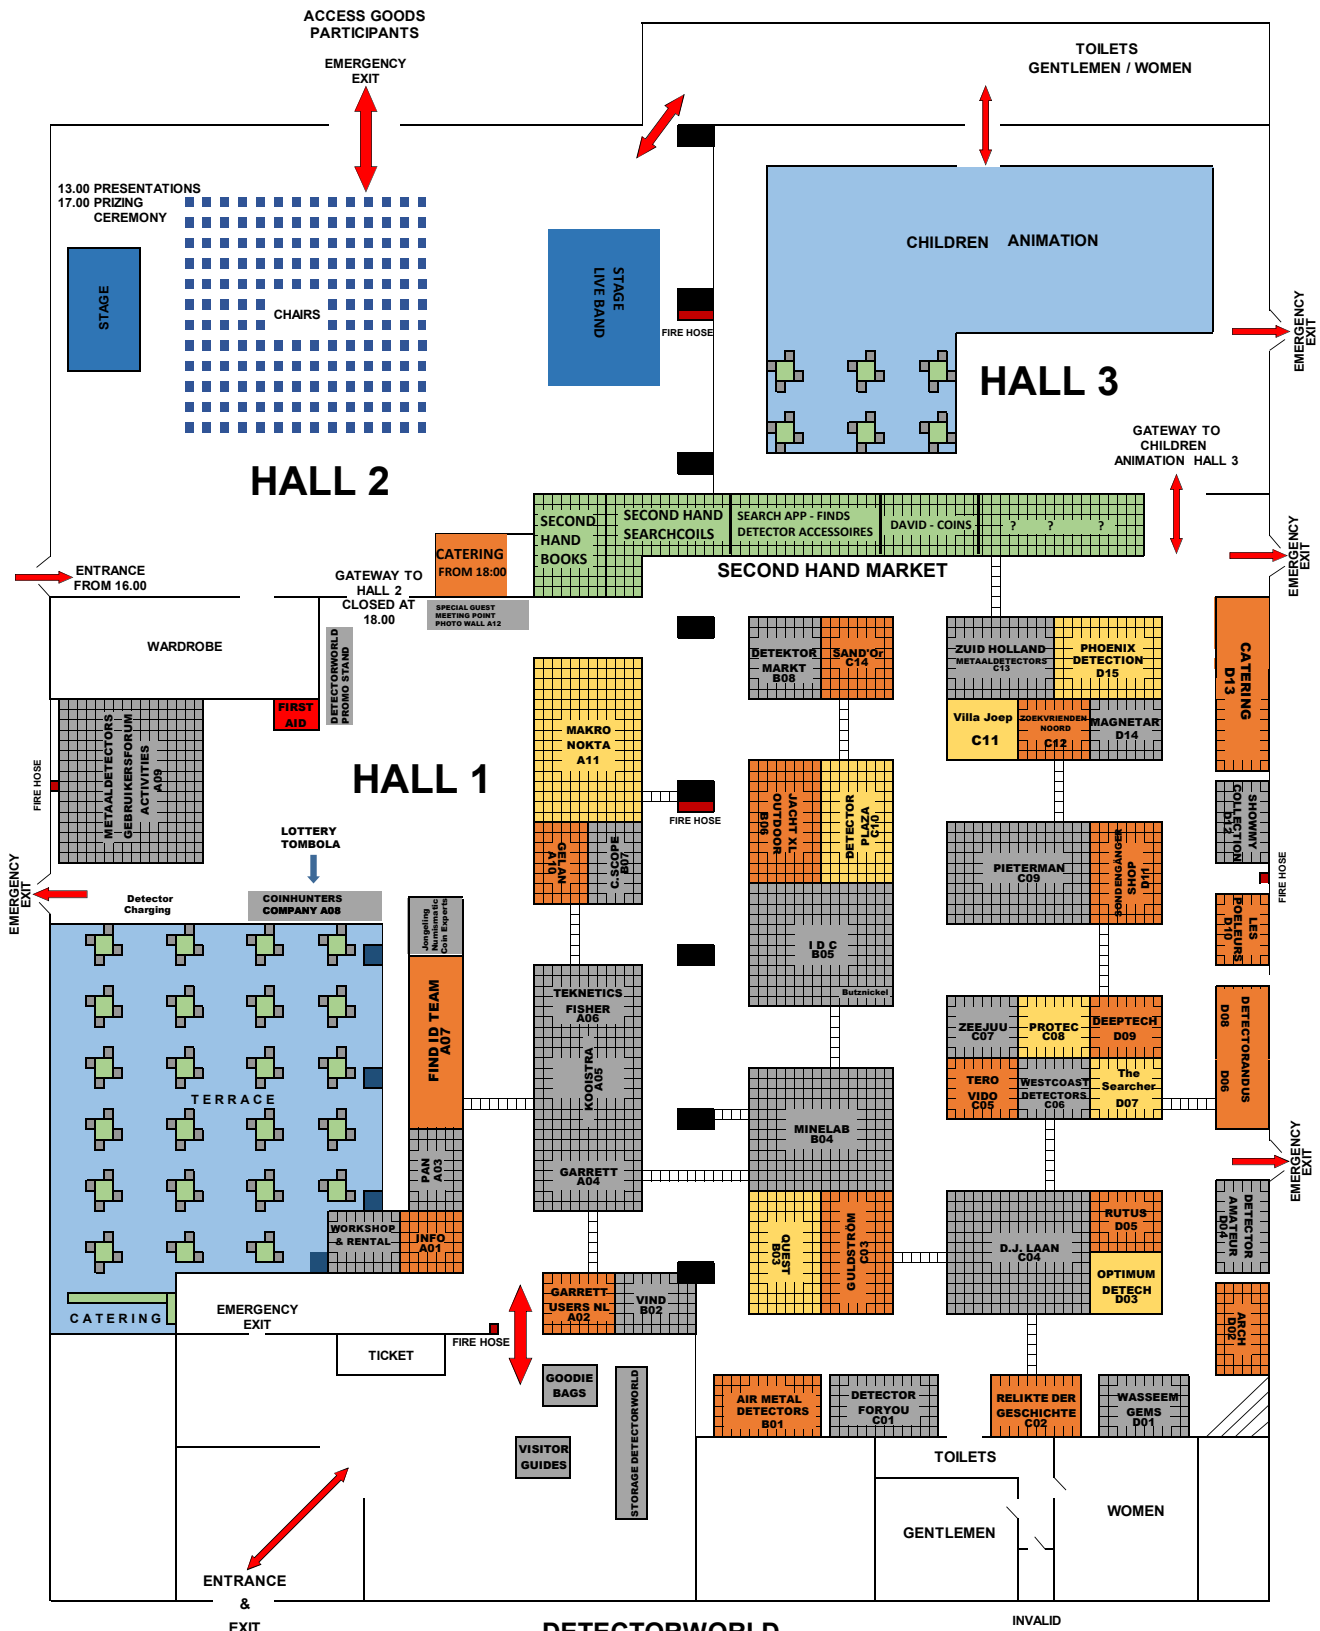 ACCESS GOODS
PARTICIPANTS
EMERGENCY
EXIT
TOILETS
GENTLEMEN / WOMEN
13.00 PRESENTATIONS
17.00 PRIZING
CEREMONY
STAGE
CHAIRS
STAGE
LIVE BAND
FIRE HOSE
CHILDREN ANIMATION
EMERGENCY
EXIT
HALL 3
HALL 2
GATEWAY TO
CHILDREN
ANIMATION HALL 3
SECOND
HAND
BOOKS
SECOND HAND
SEARCHCOILS
SEARCH APP - FINDS
DETECTOR ACCESSOIRES
DAVID - COINS
? ? ?
SECOND HAND MARKET
EMERGENCY
EXIT
ENTRANCE
FROM 16.00
CATERING
FROM 18:00
GATEWAY TO
HALL 2
CLOSED AT
18.00
SPECIAL GUEST
MEETING POINT
PHOTO WALL A12
WARDROBE
DETECTORWORLD
PROMO STAND
FIRST
AID
METAALDETECTORS
GEBRUIKERSFORUM
ACTIVITIES
A09
FIRE HOSE
HALL 1
MAKRO
NOKTA
A11
FIRE HOSE
DETEKTOR
MARKT
B08
SAND'Or
C14
ZUID HOLLAND
METAALDETECTORS
C13
PHOENIX
DETECTION
D15
Villa Joep
C11
ZOEKVRIENDEN
NOORD
C12
MAGNETAR
D14
CATERING
D13
JACHT XL
OUTDOOR
B06
DETECTOR
PLAZA
C10
GELAN
A10
C.SCOPE
B07
PIETERMAN
C09
SONDENGÄNGER
SHOP
D11
SHOWMY
COLLECTION
D12
FIRE HOSE
LOTTERY
TOMBOLA
EMERGENCY
EXIT
Detector
Charging
COINHUNTERS
COMPANY A08
Jongeling
Numismatic
Coin Experts
LES
POELEURS
D10
I D C
B05
Butznickel
TEKNETICS
FISHER
A06
KOOISTRA
A05
GARRETT
A04
FIND ID TEAM
A07
TERRACE
ZEEJUU
C07
PROTEC
C08
DEEPTECH
D09
TERO
VIDO
C05
WESTCOAST
DETECTORS
C06
The
Searcher
D07
DETECTORANDUS
D08
D06
MINELAB
B04
PAN
A03
EMERGENCY
EXIT
WORKSHOP
& RENTAL
INFO
A01
QUEST
B03
GULDSTRÖM
C03
D.J. LAAN
C04
RUTUS
D05
OPTIMUM
DETECH
D03
DETECTOR
AMATEUR
D04
GARRETT
USERS NL
A02
VIND
B02
CATERING
EMERGENCY
EXIT
FIRE HOSE
TICKET
ARCH
D02
GOODIE
BAGS
STORAGE DETECTORWORLD
AIR METAL
DETECTORS
B01
DETECTOR
FORYOU
C01
RELIKTE DER
GESCHICHTE
C02
WASSEEM
GEMS
D01
VISITOR
GUIDES
TOILETS
WOMEN
GENTLEMEN
ENTRANCE
&
EXIT
INVALID
DETECTORWORLD